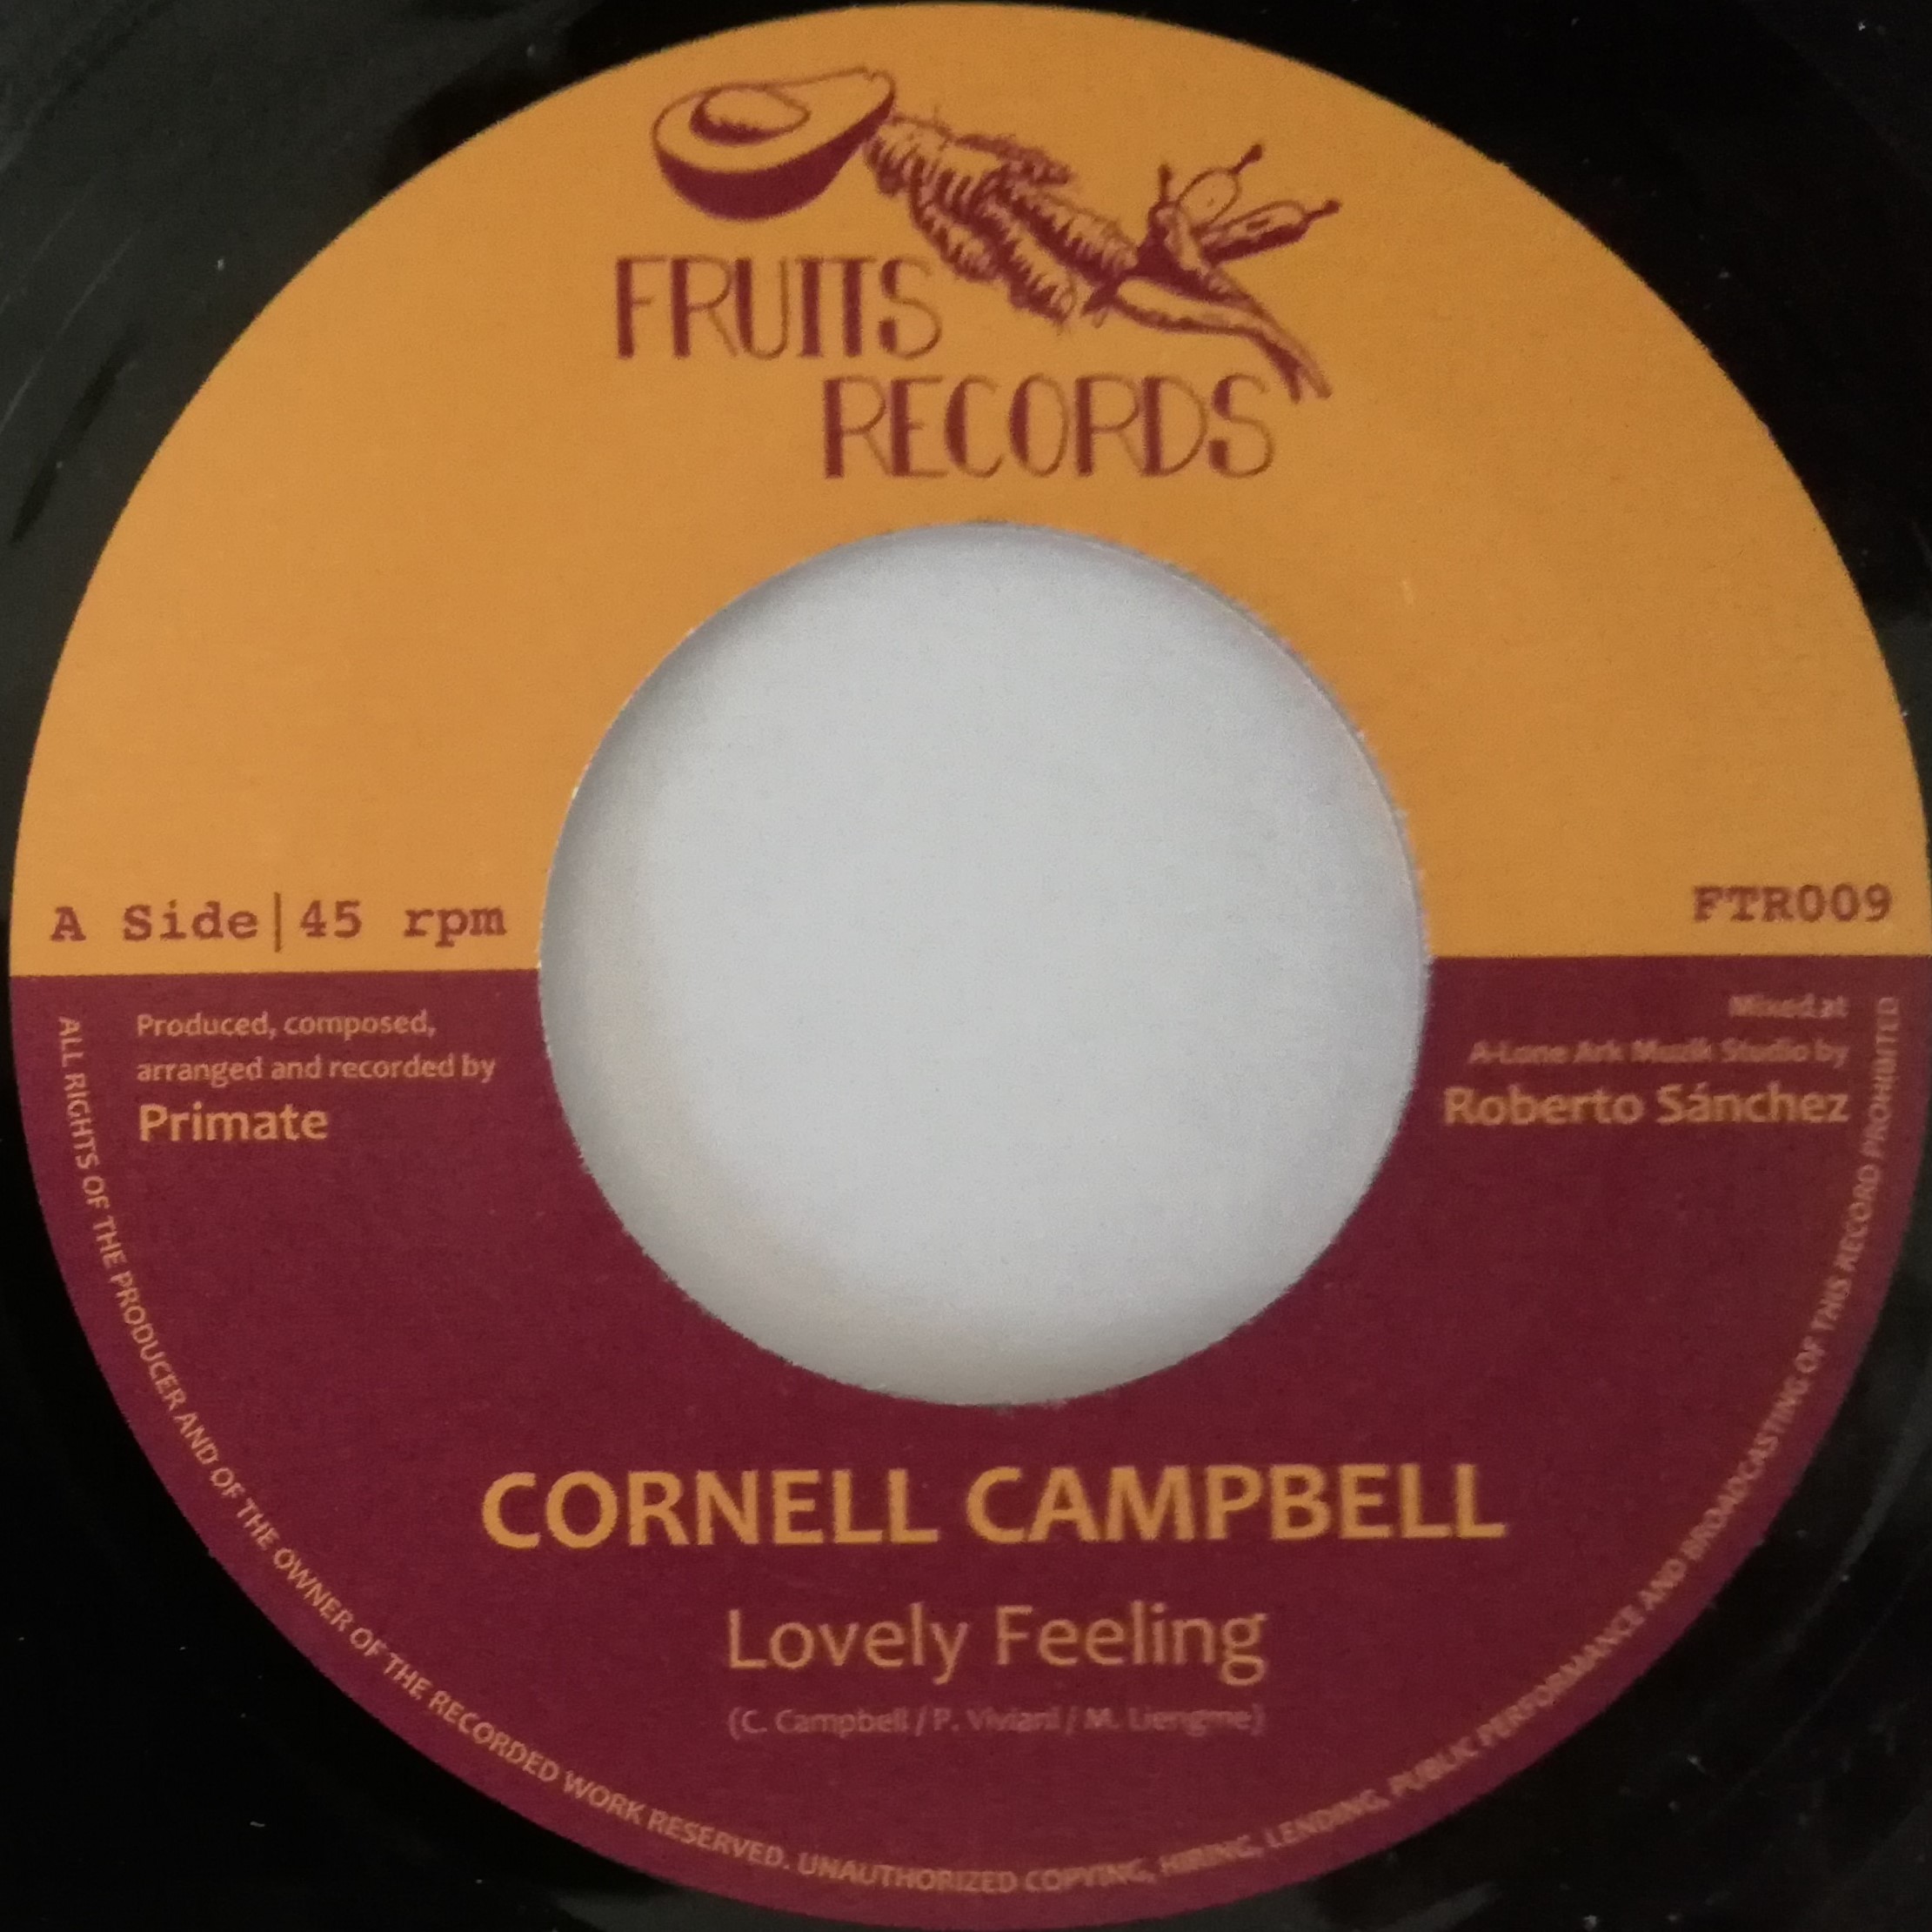 FRUITS
RECORDS
A Side|45 rpm
FTR009
Produced, composed,
arranged and recorded by
Primate
Mixed at
A-Lone Ark Muzik Studio by
Roberto Sánchez
CORNELL CAMPBELL
Lovely Feeling
(C. Campbell / P. Viviani / M. Liengme)
ALL RIGHTS OF THE PRODUCER AND OF THE OWNER OF THE RECORDED WORK RESERVED. UNAUTHORIZED COPYING, HIRING, LENDING, PUBLIC PERFORMANCE AND BROADCASTING OF THIS RECORD PROHIBITED